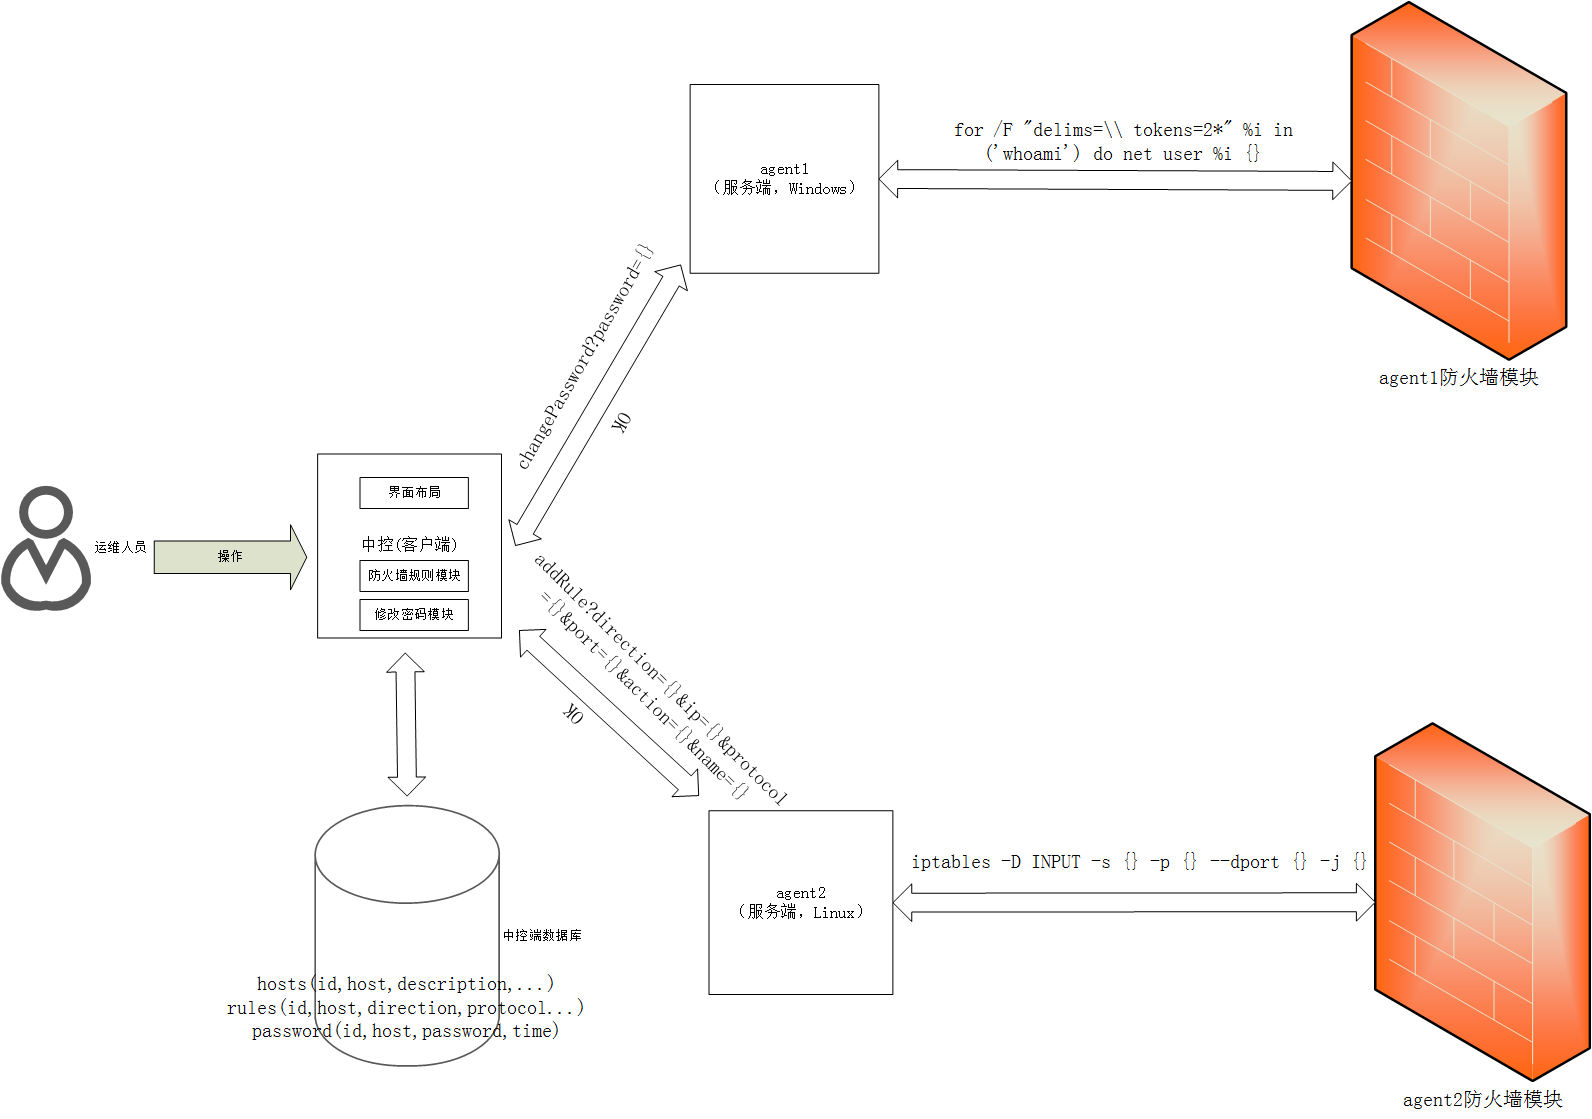 for /F "delims=\\ tokens=2*" %i in
('whoami') do net user %i {}
agent1
(服务端，Windows)
agent1防火墙模块
changePassword?password={}
OK
界面布局
中控(客户端)
防火墙规则模块
修改密码模块
运维人员
操作
addRule?direction={}&ip={}&protocol
={}&port={}&action={}&name={}
OK
iptables -D INPUT -s {} -p {} --dport {} -j {}
agent2
(服务端，Linux)
中控端数据库
hosts(id,host,description,...)
rules(id,host,direction,protocol...)
password(id,host,password,time)
agent2防火墙模块